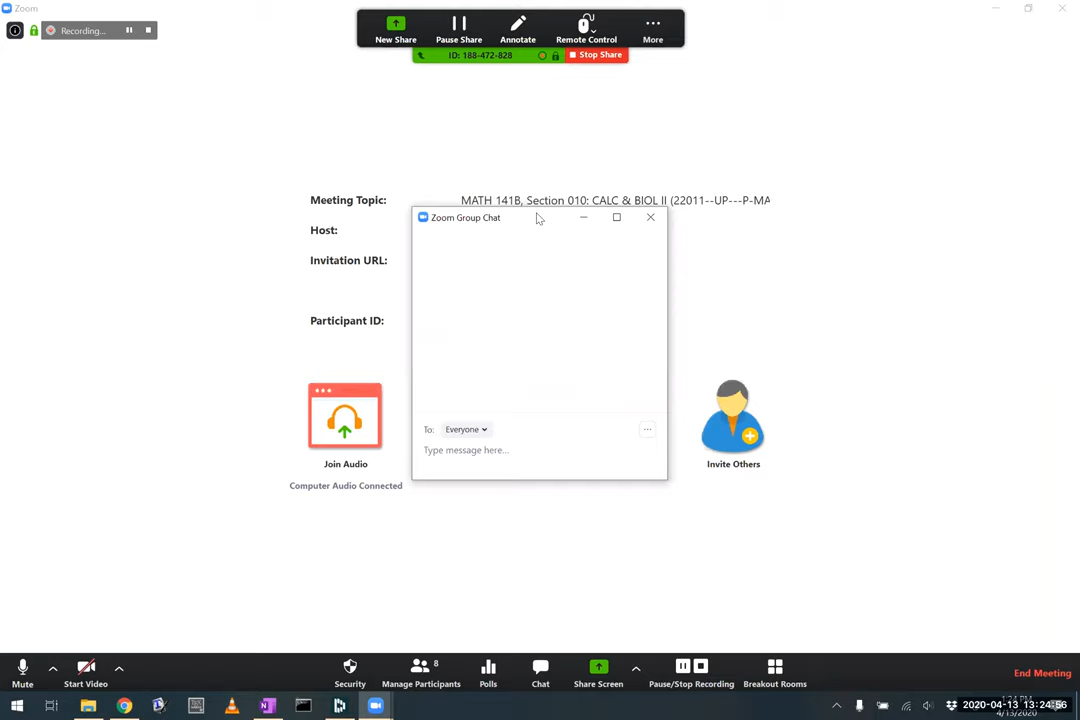 Zoom
Recording...
New Share
Pause Share
Annotate
Remote Control
More
ID: 188-472-828
Stop Share
Meeting Topic:
MATH 141B, Section 010: CALC & BIOL II (22011--UP---P-MA
Host:
Invitation URL:
Participant ID:
Zoom Group Chat
To: Everyone
Type message here...
Join Audio
Computer Audio Connected
Invite Others
Mute
Start Video
Security
Manage Participants
8
Polls
Chat
Share Screen
Pause/Stop Recording
Breakout Rooms
End Meeting
2020-04-13 13:24:56
4/13/2020